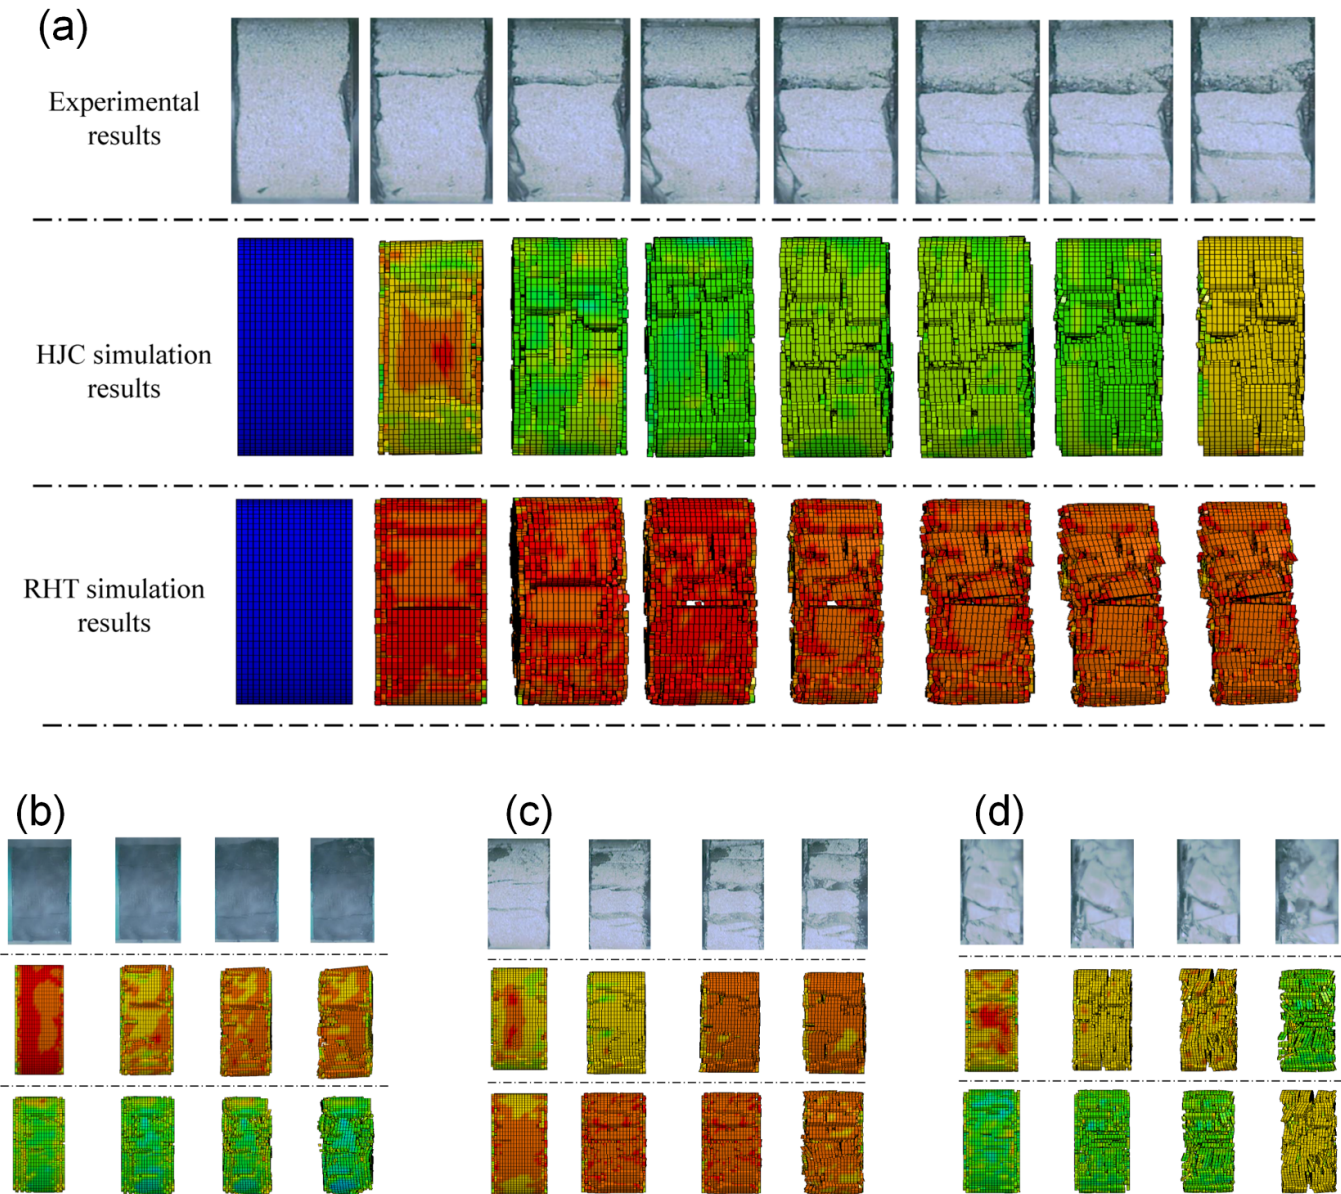 (a)
Experimental
results
HJC simulation
results
RHT simulation
results
(b)
(c)
(d)